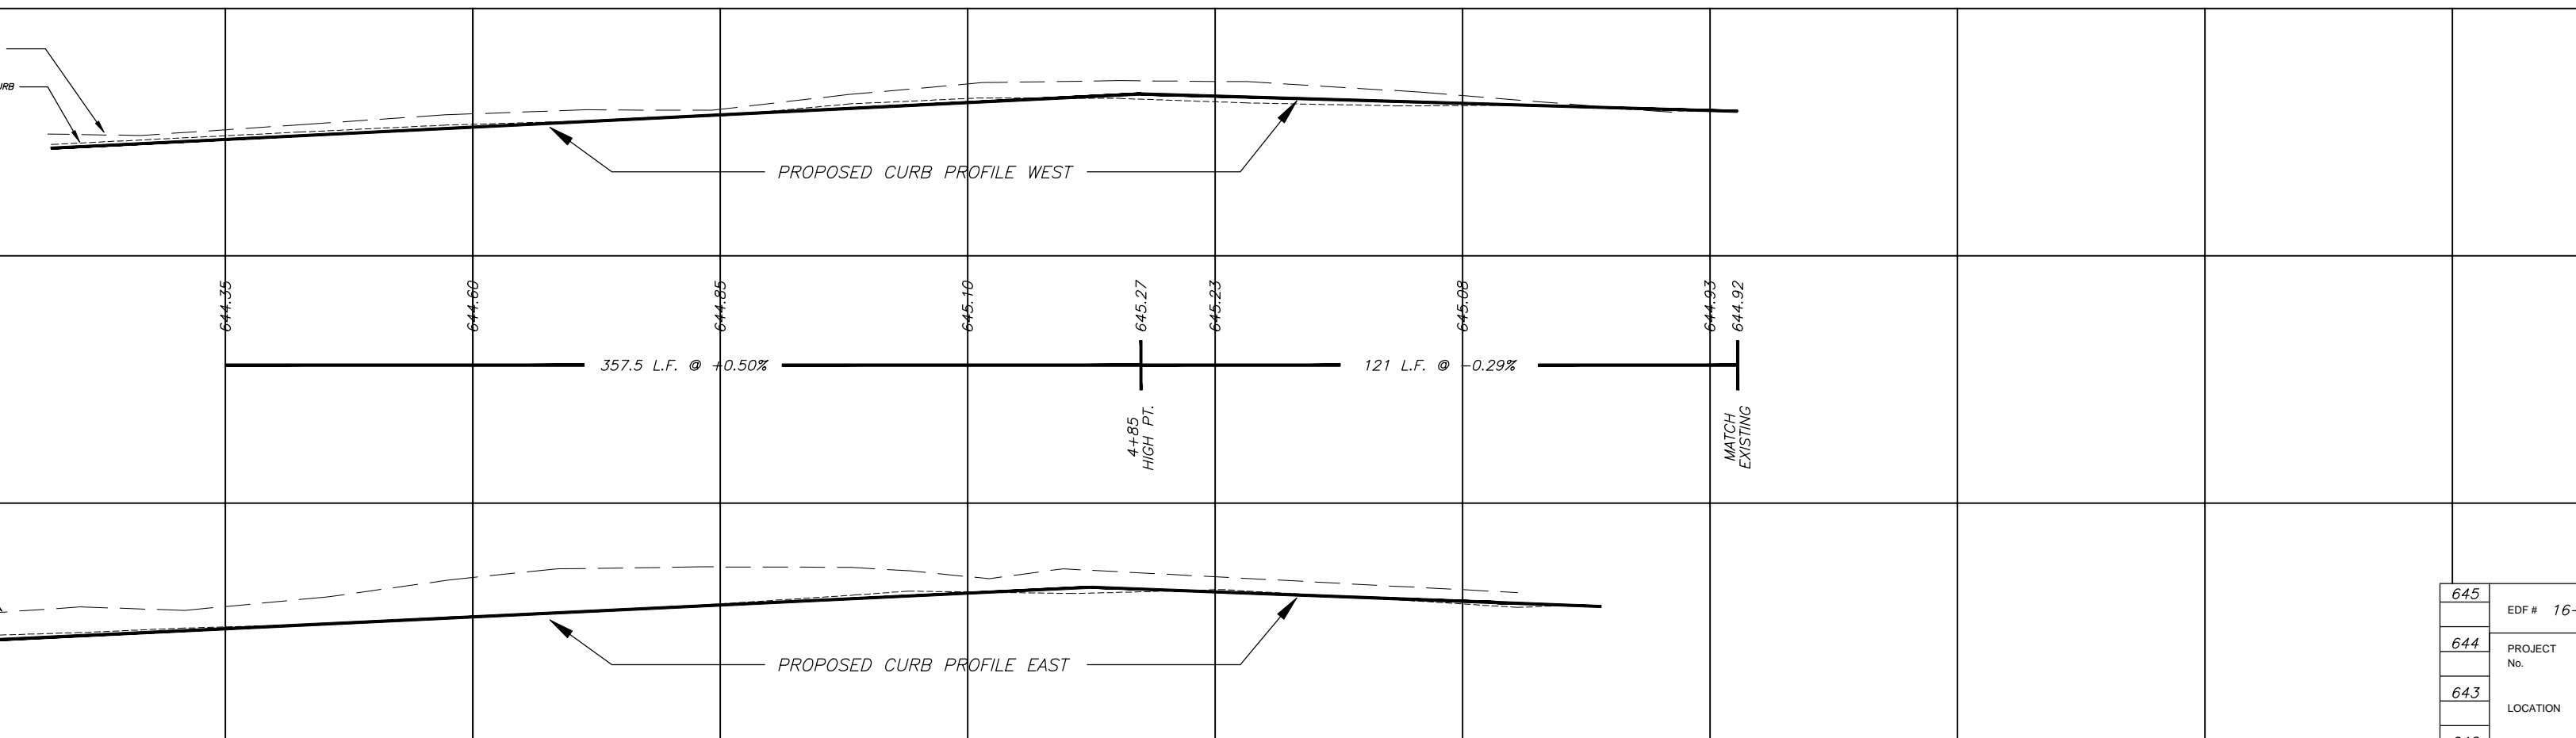 URB
PROPOSED CURB PROFILE WEST
644.35
644.60
644.85
645.10
645.27
645.23
645.08
644.93
644.92
357.5 L.F. @ +0.50%
121 L.F. @ -0.29%
4+85
HIGH PT.
MATCH
EXISTING
PROPOSED CURB PROFILE EAST
645
EDF # 16-
644
PROJECT
No.
643
LOCATION